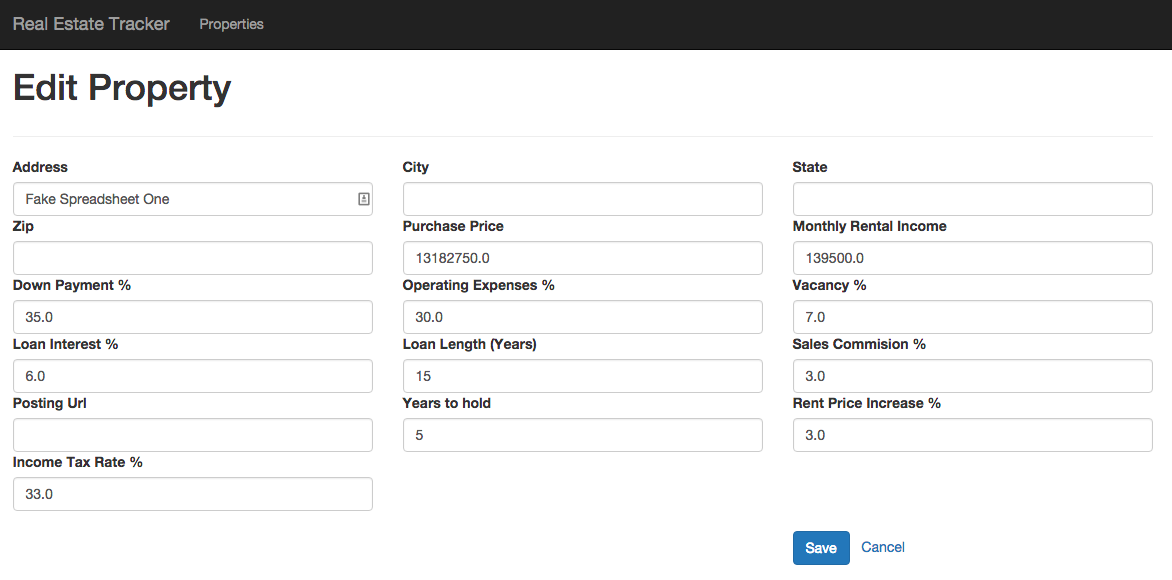 Real Estate Tracker Properties
Edit Property
Address City State
Fake Spreadsheet One
Zip Purchase Price Monthly Rental Income
13182750.0 139500.0
Down Payment % Operating Expenses % Vacancy %
35.0 30.0 7.0
Loan Interest % Loan Length (Years) Sales Commision %
6.0 15 3.0
Posting Url Years to hold Rent Price Increase %
5 3.0
Income Tax Rate %
33.0
Save Cancel